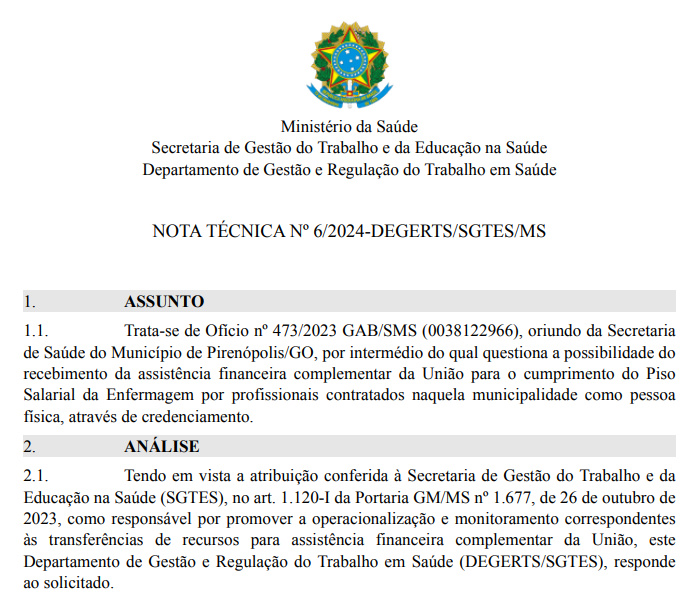 Ministério da Saúde
Secretaria de Gestão do Trabalho e da Educação na Saúde
Departamento de Gestão e Regulação do Trabalho em Saúde
NOTA TÉCNICA Nº 6/2024-DEGERTS/SGTES/MS
1. ASSUNTO
1.1. Trata-se de Ofício nº 473/2023 GAB/SMS (0038122966), oriundo da Secretaria
de Saúde do Município de Pirenópolis/GO, por intermédio do qual questiona a possibilidade do
recebimento da assistência financeira complementar da União para o cumprimento do Piso
Salarial da Enfermagem por profissionais contratados naquela municipalidade como pessoa
física, através de credenciamento.
2. ANÁLISE
2.1. Tendo em vista a atribuição conferida à Secretaria de Gestão do Trabalho e da
Educação na Saúde (SGTES), no art. 1.120-I da Portaria GM/MS nº 1.677, de 26 de outubro de
2023, como responsável por promover a operacionalização e monitoramento correspondentes
às transferências de recursos para assistência financeira complementar da União, este
Departamento de Gestão e Regulação do Trabalho em Saúde (DEGERTS/SGTES), responde
ao solicitado.